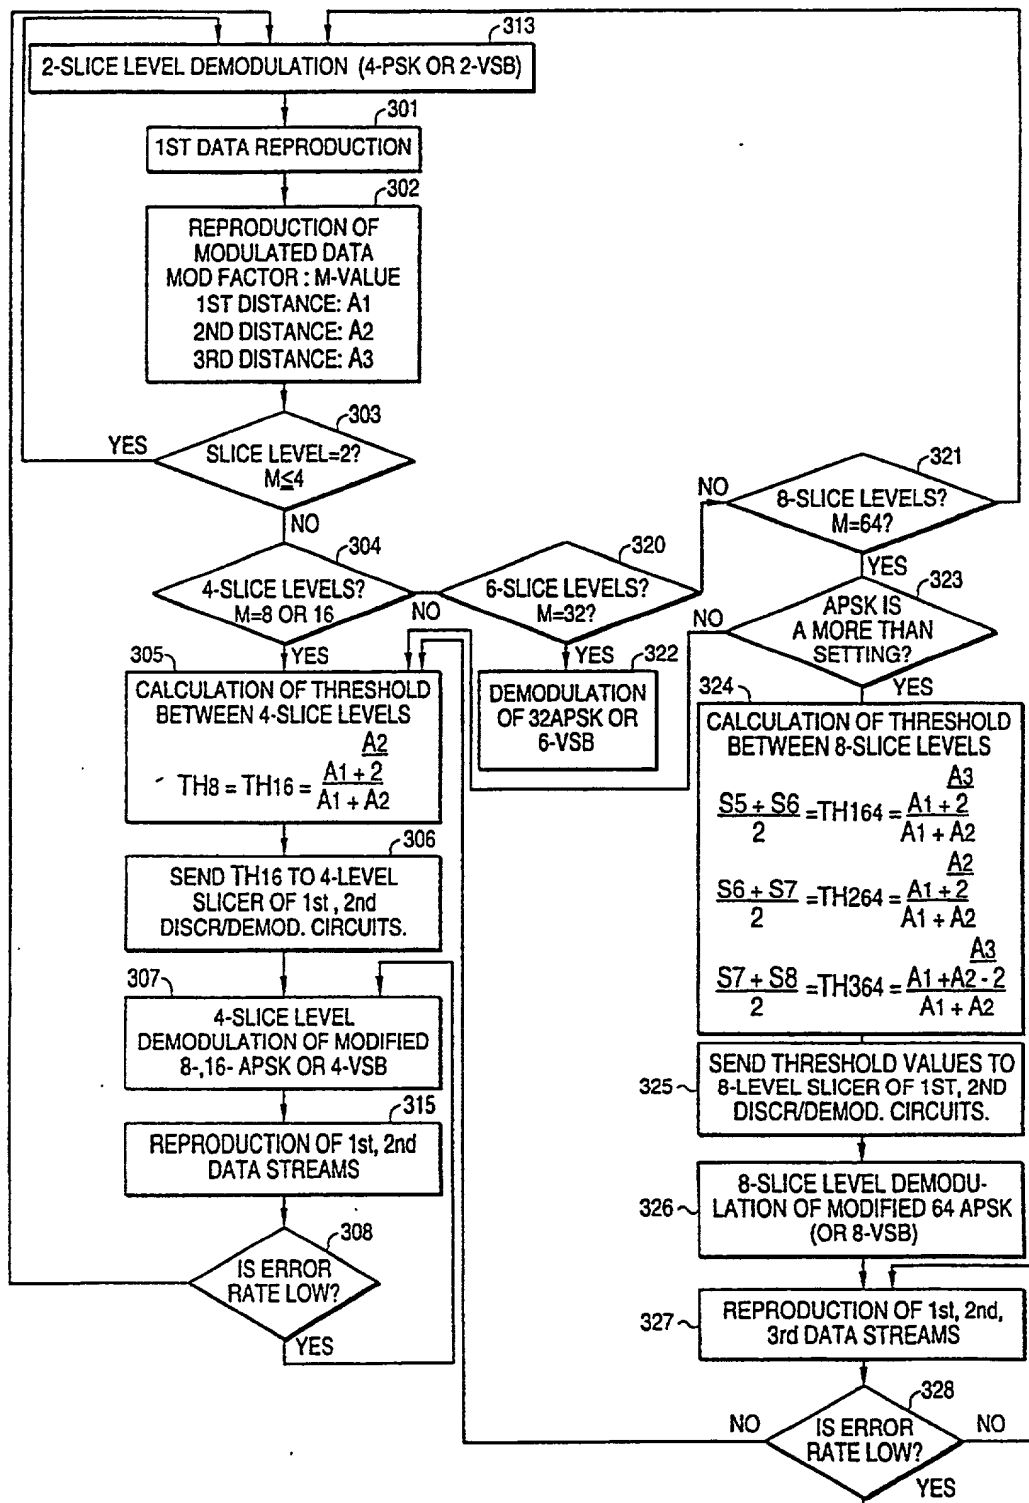 313
2-SLICE LEVEL DEMODULATION (4-PSK OR 2-VSB)
301
1ST DATA REPRODUCTION
302
REPRODUCTION OF
MODULATED DATA
MOD FACTOR : M-VALUE
1ST DISTANCE: A1
2ND DISTANCE: A2
3RD DISTANCE: A3
303
YES
SLICE LEVEL=2?
M≤4
NO
304
4-SLICE LEVELS?
M=8 OR 16
NO
YES
320
6-SLICE LEVELS?
M=32?
YES
NO
321
8-SLICE LEVELS?
M=64?
YES
322
DEMODULATION
OF 32APSK OR
6-VSB
323
NO
APSK IS
A MORE THAN
SETTING?
YES
305
CALCULATION OF THRESHOLD
BETWEEN 4-SLICE LEVELS
A2
TH8 = TH16 = A1 + 2
A1 + A2
306
SEND TH16 TO 4-LEVEL
SLICER OF 1st, 2nd
DISCR/DEMOD. CIRCUITS.
307
4-SLICE LEVEL
DEMODULATION OF MODIFIED
8-,16- APSK OR 4-VSB
315
REPRODUCTION OF 1st, 2nd
DATA STREAMS
308
IS ERROR
RATE LOW?
YES
324
CALCULATION OF THRESHOLD
BETWEEN 8-SLICE LEVELS
A3
S5 + S6 =TH164= A1 + 2
2 A1 + A2
A2
S6 + S7 =TH264= A1 + 2
2 A1 + A2
A3
S7 + S8 =TH364= A1 +A2 - 2
2 A1 + A2
325
SEND THRESHOLD VALUES TO
8-LEVEL SLICER OF 1ST, 2ND
DISCR/DEMOD. CIRCUITS.
326
8-SLICE LEVEL DEMODU-
LATION OF MODIFIED 64 APSK
(OR 8-VSB)
327
REPRODUCTION OF 1st, 2nd,
3rd DATA STREAMS
328
NO
IS ERROR
RATE LOW?
NO
YES